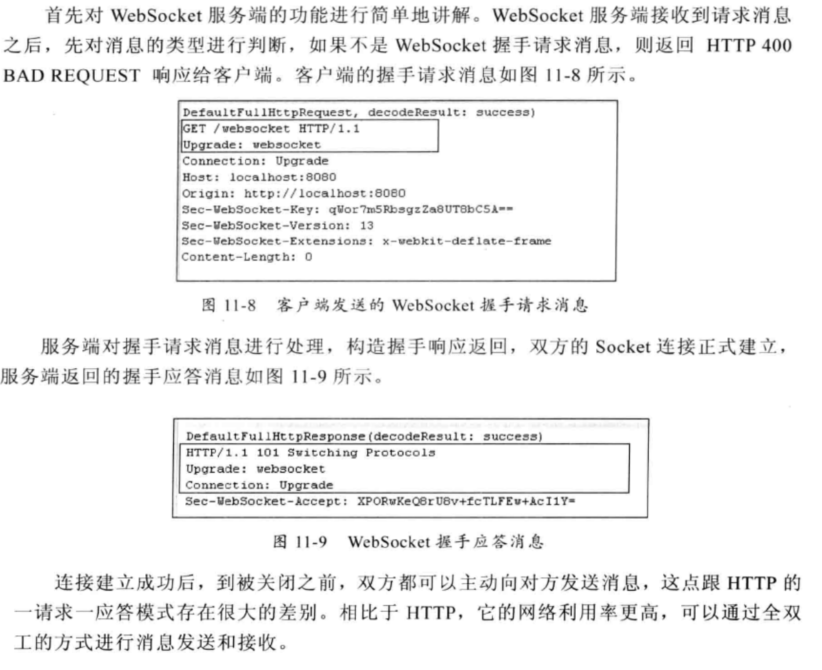 首先对 WebSocket 服务端的功能进行简单地讲解。WebSocket 服务端接收到请求消息
之后，先对消息的类型进行判断，如果不是 WebSocket 握手请求消息，则返回 HTTP 400
BAD REQUEST 响应给客户端。客户端的握手请求消息如图 11-8 所示。
DefaultFullHttpRequest, decodeResult: success)
GET /websocket HTTP/1.1
Upgrade: websocket
Connection: Upgrade
Host: localhost:8080
Origin: http://localhost:8080
Sec-WebSocket-Key: qWor7m5RbsgzZa8UT8bC5A==
Sec-WebSocket-Version: 13
Sec-WebSocket-Extensions: x-webkit-deflate-frame
Content-Length: 0
图 11-8 客户端发送的 WebSocket 握手请求消息
服务端对握手请求消息进行处理，构造握手响应返回，双方的 Socket 连接正式建立，
服务端返回的握手应答消息如图 11-9 所示。
DefaultFullHttpResponse(decodeResult: success)
HTTP/1.1 101 Switching Protocols
Upgrade: websocket
Connection: Upgrade
Sec-WebSocket-Accept: XPORwKeQ8rU8v+fcTLFEw+AcI1Y=
图 11-9 WebSocket 握手应答消息
连接建立成功后，到被关闭之前，双方都可以主动向对方发送消息，这点跟 HTTP 的
一请求一应答模式存在很大的差别。相比于 HTTP，它的网络利用率更高，可以通过全双
工的方式进行消息发送和接收。